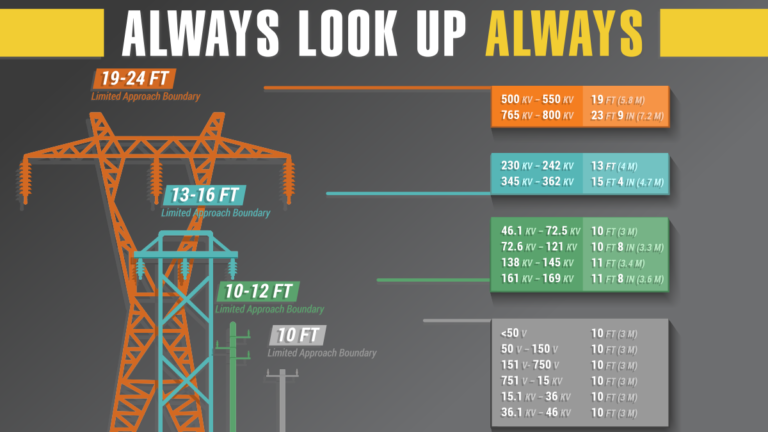 ALWAYS LOOK UP ALWAYS
19-24 FT
Limited Approach Boundary
500 KV – 550 KV 19 FT (5.8 M)
765 KV – 800 KV 23 FT 9 IN (7.2 M)
13-16 FT
Limited Approach Boundary
230 KV – 242 KV 13 FT (4 M)
345 KV – 362 KV 15 FT 4 IN (4.7 M)
10-12 FT
Limited Approach Boundary
46.1 KV – 72.5 KV 10 FT (3 M)
72.6 KV – 121 KV 10 FT 8 IN (3.3 M)
138 KV – 145 KV 11 FT (3.4 M)
161 KV – 169 KV 11 FT 8 IN (3.6 M)
10 FT
Limited Approach Boundary
<50 V 10 FT (3 M)
50 V – 150 V 10 FT (3 M)
151 V- 750 V 10 FT (3 M)
751 V – 15 KV 10 FT (3 M)
15.1 KV – 36 KV 10 FT (3 M)
36.1 KV – 46 KV 10 FT (3 M)